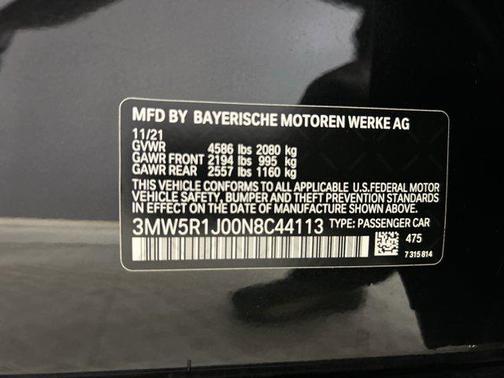 MFD BY BAYERISCHE MOTOREN WERKE AG
11/21
GVWR 4586 lbs 2080 kg
GAWR FRONT 2194 lbs 995 kg
GAWR REAR 2557 lbs 1160 kg
THIS VEHICLE CONFORMS TO ALL APPLICABLE U.S.FEDERAL MOTOR
VEHICLE SAFETY, BUMPER, AND THEFT PREVENTION STANDARDS
IN EFFECT ON THE DATE OF MANUFACTURE SHOWN ABOVE.
3MW5R1J00N8C44113 TYPE: PASSENGER CAR
475
7 315 814